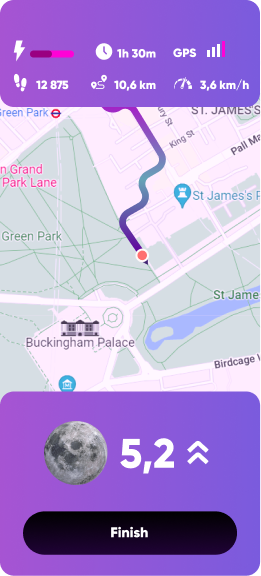 1h 30m
GPS
12 875
10,6 km
3,6 km/h
ST. JAMES'S
Green Park
King St
Pall Ma
n Grand
Park Lane
St James's P
Green Park
St Jame
Buckingham Palace
Birdcage
5,2
Finish